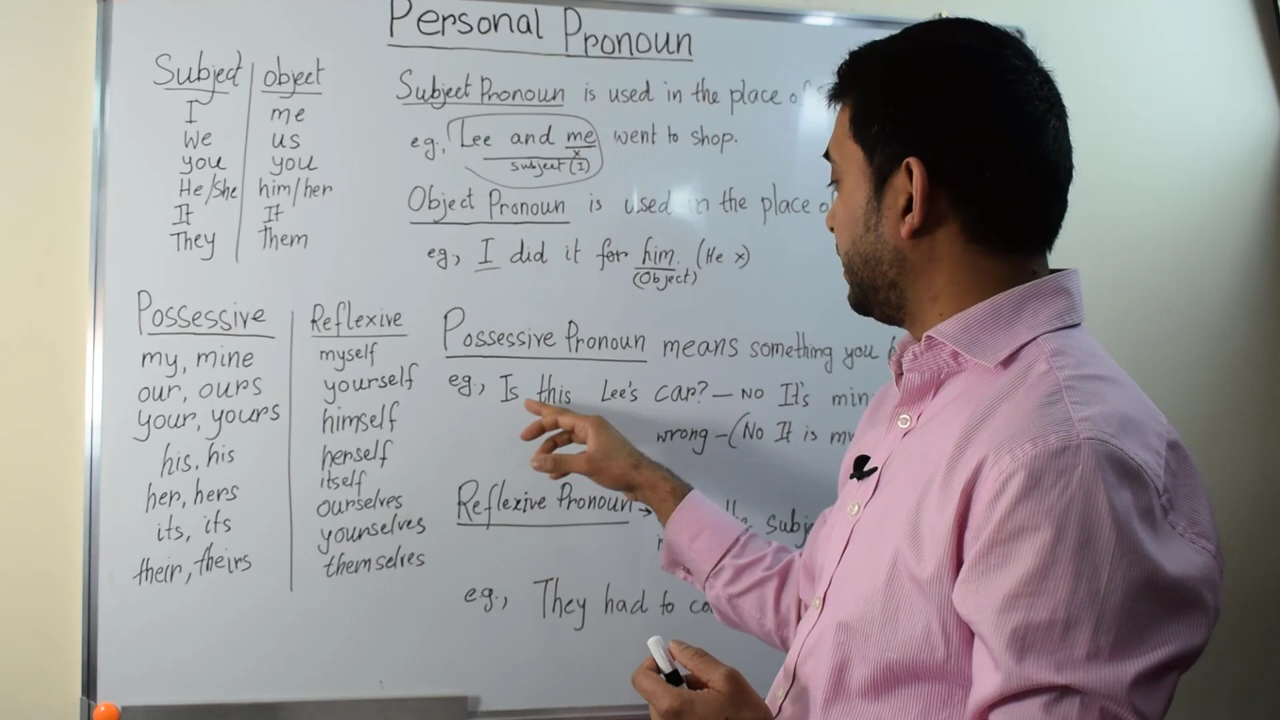 Personal Pronoun
Subject object
I me
We us
you you
He/She him/her
It It
They Them
Subject Pronoun is used in the place of
eg, Lee and me went to shop.
x
subject (I)
Object Pronoun is used in the place
eg, I did it for him. (He x)
(Object)
Possessive Reflexive
my, mine myself
our, ours yourself
your, yours himself
his, his herself
her, hers itself
its, its ourselves
their, theirs younselves
themselves
Possessive Pronoun means something you
eg, Is this Lee's car? – No It's
wrong – (No It is
Reflexive Pronoun →
eg., They had to